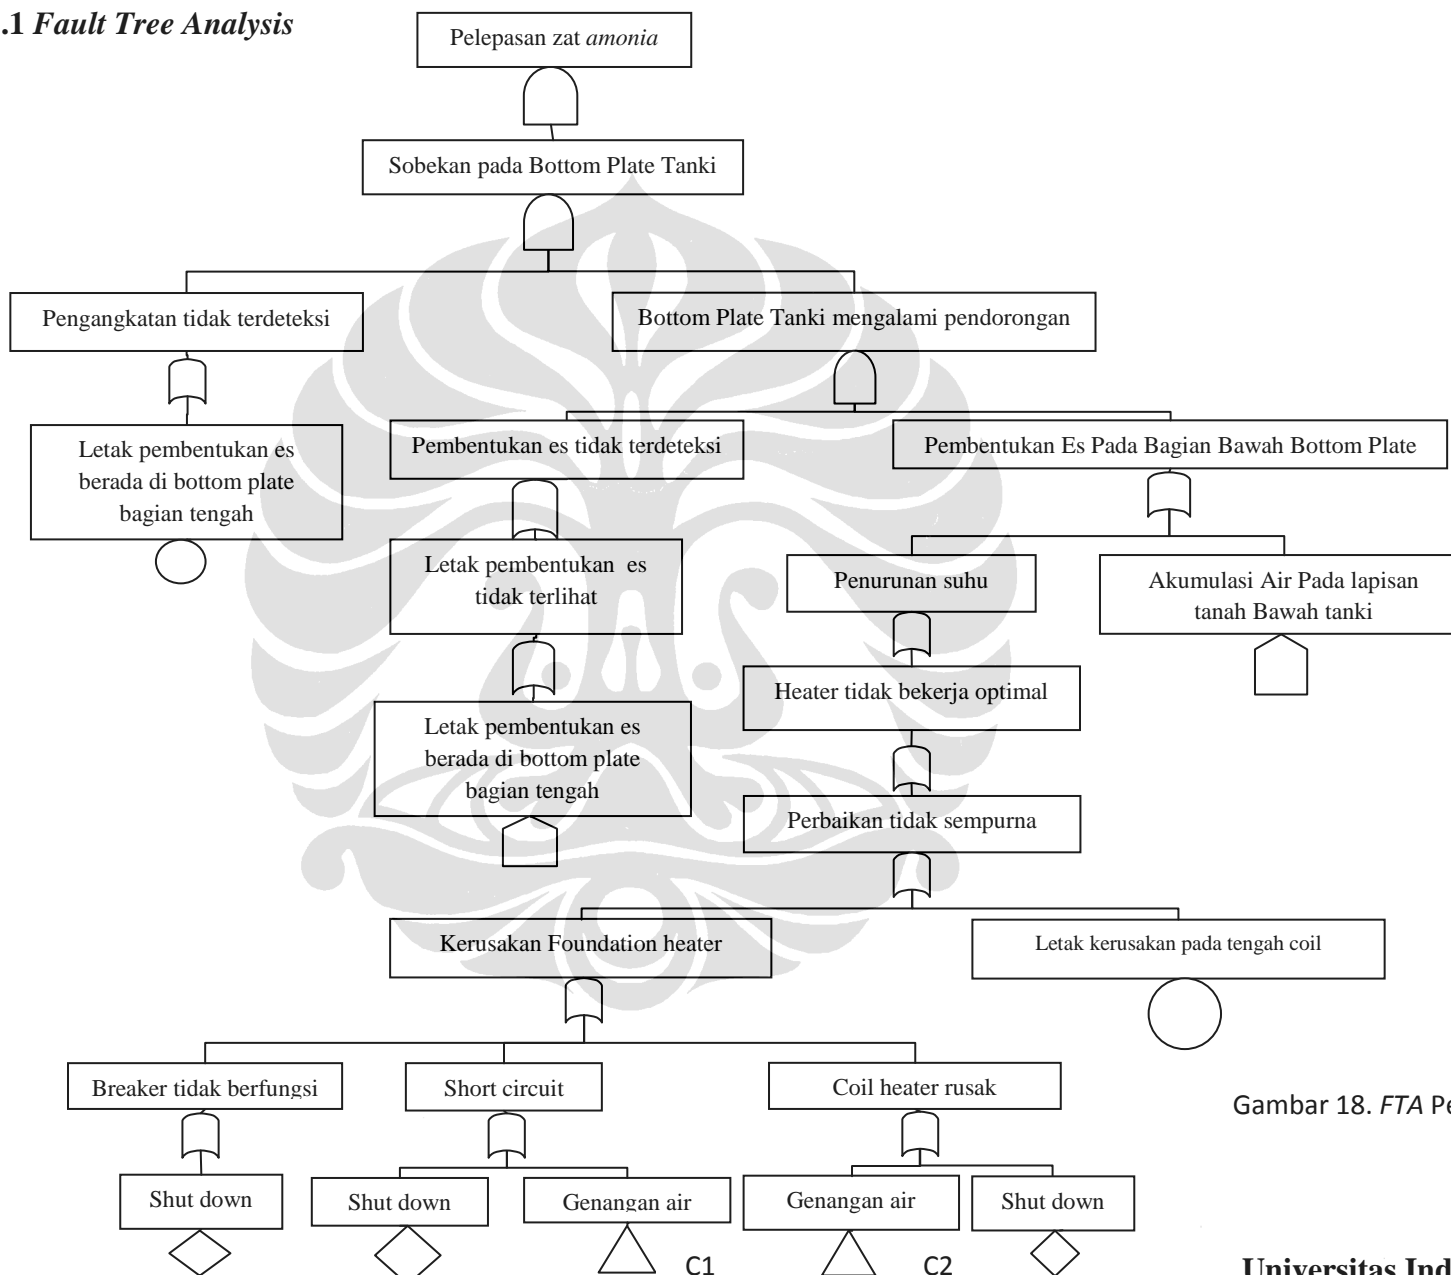 .1 Fault Tree Analysis
Pelepasan zat amonia
Sobekan pada Bottom Plate Tanki
Pengangkatan tidak terdeteksi
Bottom Plate Tanki mengalami pendorongan
Letak pembentukan es
berada di bottom plate
bagian tengah
Pembentukan es tidak terdeteksi
Pembentukan Es Pada Bagian Bawah Bottom Plate
Letak pembentukan es
tidak terlihat
Penurunan suhu
Akumulasi Air Pada lapisan
tanah Bawah tanki
Letak pembentukan es
berada di bottom plate
bagian tengah
Heater tidak bekerja optimal
Perbaikan tidak sempurna
Kerusakan Foundation heater
Letak kerusakan pada tengah coil
Breaker tidak berfungsi
Short circuit
Coil heater rusak
Gambar 18. FTA Pe
Shut down
Shut down
Genangan air
Genangan air
Shut down
C1
C2
Universitas Ind